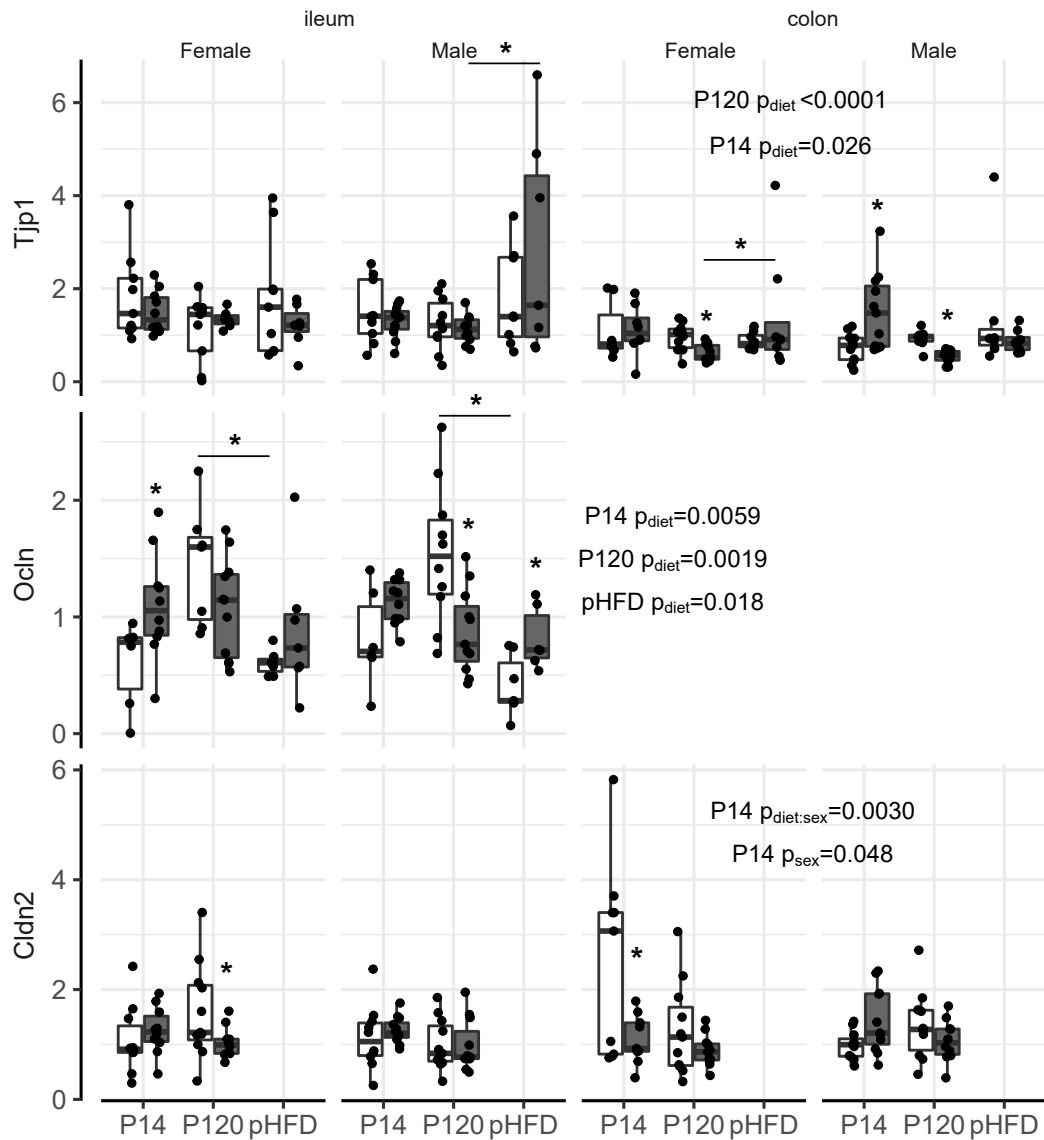 ileum colon
Female Male Female Male
*
P120 pdiet <0.0001
P14 pdiet=0.026
*
*
* *
6
4
2
0
Tjp1
*
*
*
*
*
P14 pdiet=0.0059
P120 pdiet=0.0019
pHFD pdiet=0.018
2
1
0
Ocln
P14 pdiet:sex=0.0030
P14 psex=0.048
*
*
6
4
2
0
Cldn2
P14 P120 pHFD P14 P120 pHFD P14 P120 pHFD P14 P120 pHFD